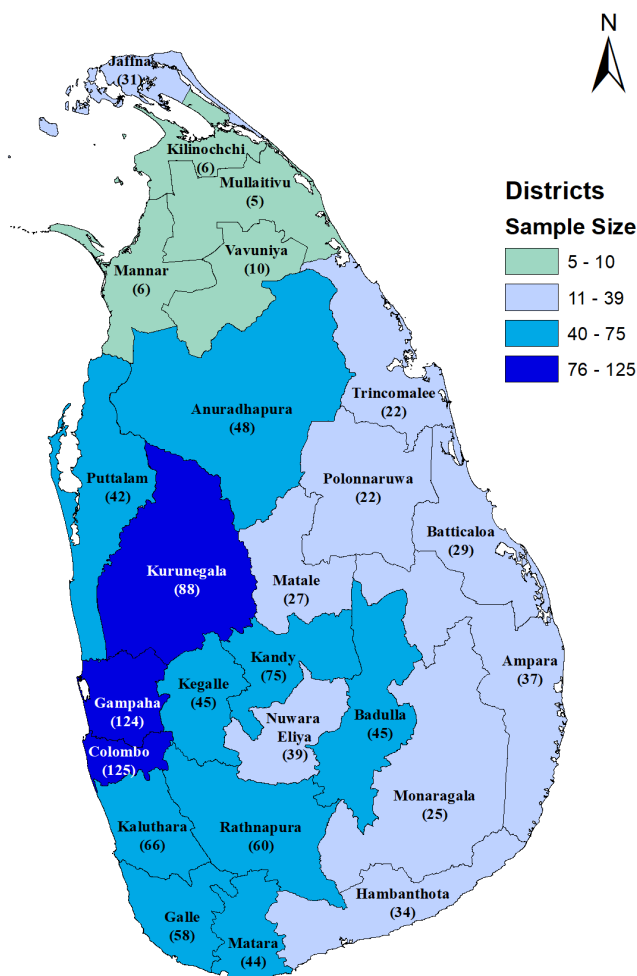 N
Jaffna
(31)
Kilinochchi
(6)
Mullaitivu
(5)
Vavuniya
(10)
Mannar
(6)
Districts
Sample Size
5 - 10
11 - 39
40 - 75
76 - 125
Trincomalee
(22)
Anuradhapura
(48)
Puttalam
(42)
Polonnaruwa
(22)
Batticaloa
(29)
Kurunegala
(88)
Matale
(27)
Kandy
(75)
Ampara
(37)
Kegalle
(45)
Gampaha
(124)
Nuwara
Eliya
(39)
Badulla
(45)
Colombo
(125)
Monaragala
(25)
Kaluthara
(66)
Rathnapura
(60)
Hambanthota
(34)
Galle
(58)
Matara
(44)